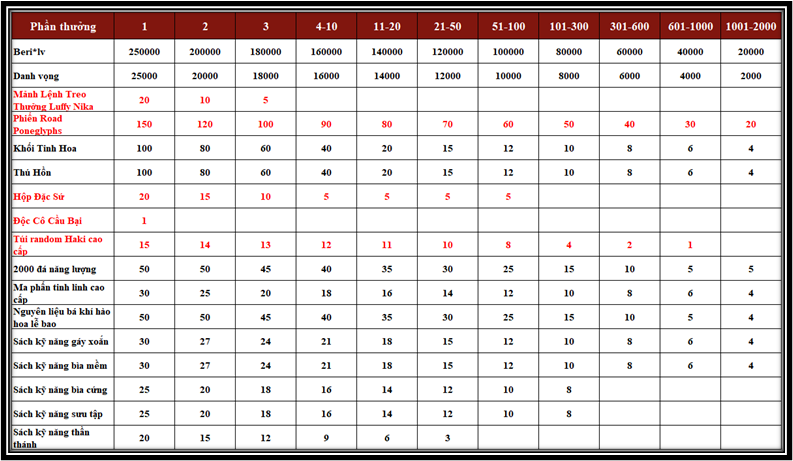 Phần thưởng 1 2 3 4-10 11-20 21-50 51-100 101-300 301-600 601-1000 1001-2000
Beri*lv 250000 200000 180000 160000 140000 120000 100000 80000 60000 40000 20000
Danh vọng 25000 20000 18000 16000 14000 12000 10000 8000 6000 4000 2000
Mảnh Lệnh Treo
Thưởng Luffy Nika 20 10 5
Phiến Road
Poneglyphs 150 120 100 90 80 70 60 50 40 30 20
Khối Tinh Hoa 100 80 60 40 20 15 12 10 8 6 4
Thú Hồn 100 80 60 40 20 15 12 10 8 6 4
Hộp Đặc Sứ 20 15 10 5 5 5 5
Độc Cô Cầu Bại 1
Túi random Haki cao
cấp 15 14 13 12 11 10 8 4 2 1
2000 đá năng lượng 50 50 45 40 35 30 25 15 10 5 5
Ma phấn tinh linh cao
cấp 30 25 20 18 16 14 12 10 8 6 4
Nguyên liệu bá khí hào
hoa lễ bao 50 50 45 40 35 30 25 15 10 5 4
Sách kỹ năng gáy xoắn 30 27 24 21 18 15 12 10 8 6 4
Sách kỹ năng bìa mềm 30 27 24 21 18 15 12 10 8 6 4
Sách kỹ năng bìa cứng 25 20 18 16 14 12 10 8
Sách kỹ năng sưu tập 25 20 18 16 14 12 10 8
Sách kỹ năng thần
thánh 20 15 12 9 6 3